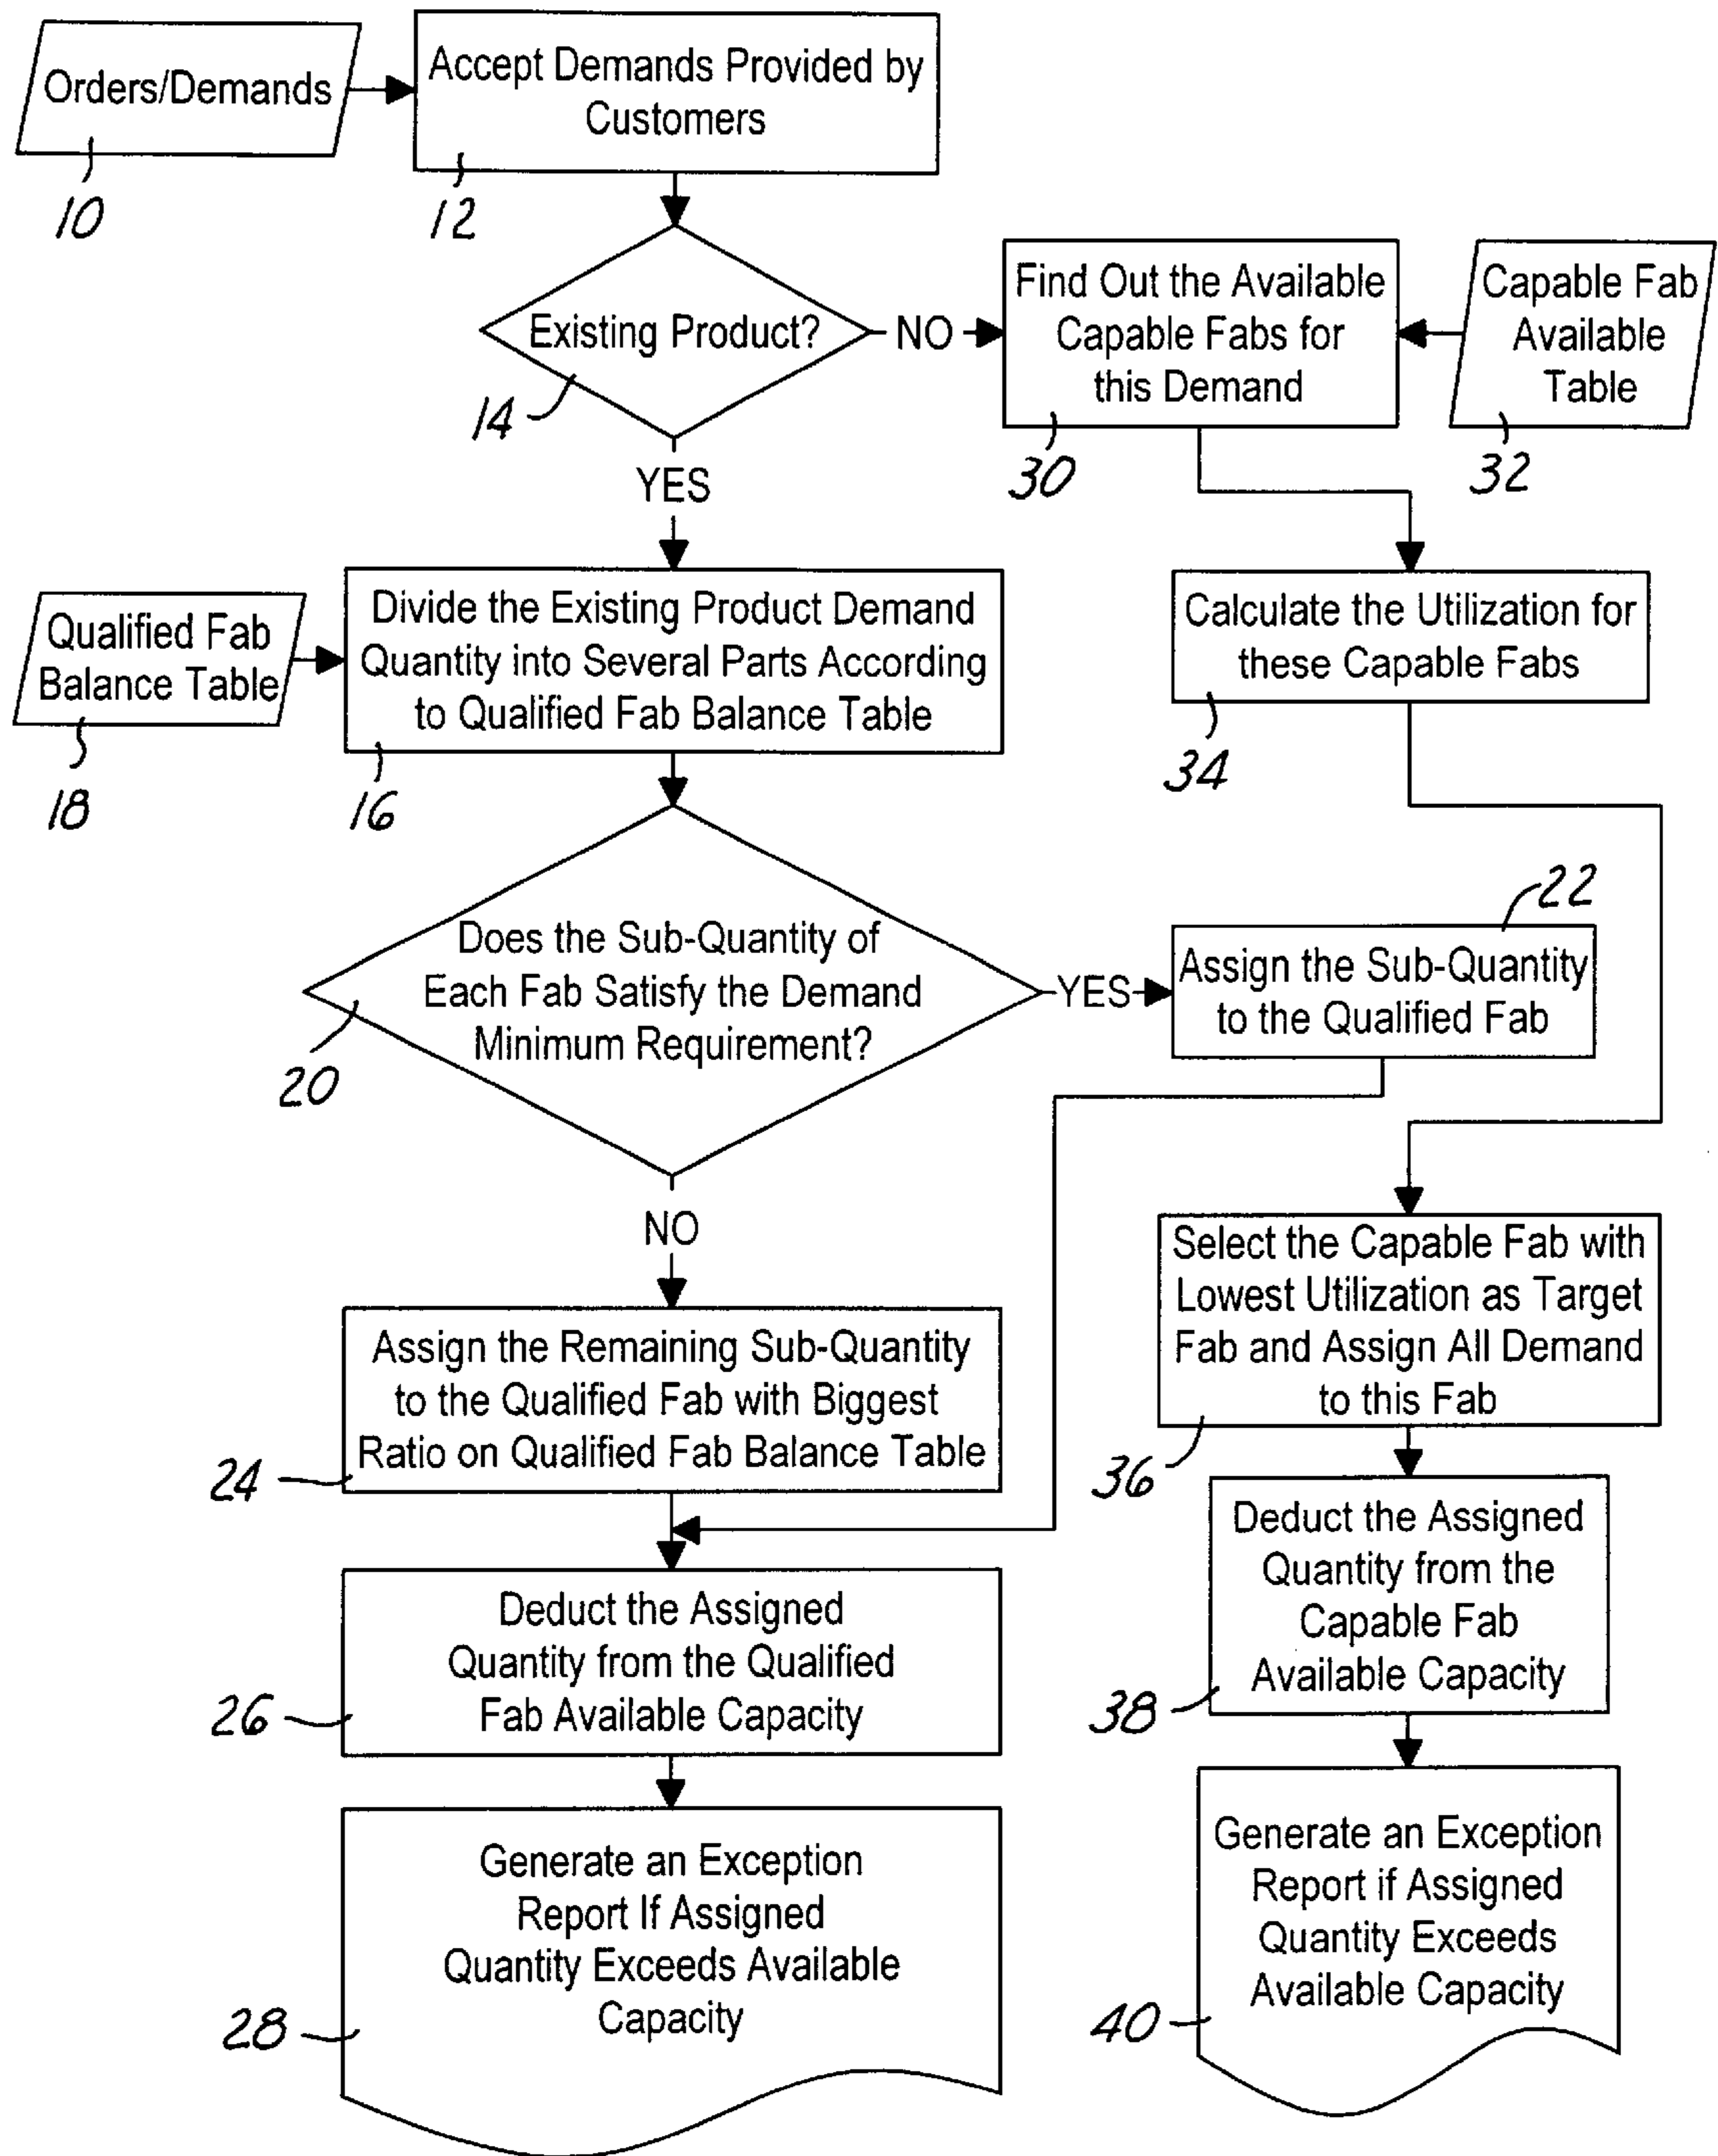 Orders/Demands
10
Accept Demands Provided by
Customers
12
Existing Product?
14
NO
YES
Find Out the Available
Capable Fabs for
this Demand
30
Capable Fab
Available
Table
32
Qualified Fab
Balance Table
18
Divide the Existing Product Demand
Quantity into Several Parts According
to Qualified Fab Balance Table
16
Calculate the Utilization for
these Capable Fabs
34
Does the Sub-Quantity of
Each Fab Satisfy the Demand
Minimum Requirement?
20
YES
NO
22
Assign the Sub-Quantity
to the Qualified Fab
Assign the Remaining Sub-Quantity
to the Qualified Fab with Biggest
Ratio on Qualified Fab Balance Table
24
Select the Capable Fab with
Lowest Utilization as Target
Fab and Assign All Demand
to this Fab
36
Deduct the Assigned
Quantity from the Qualified
Fab Available Capacity
26
Deduct the Assigned
Quantity from the
Capable Fab
Available Capacity
38
Generate an Exception
Report If Assigned
Quantity Exceeds Available
Capacity
28
Generate an Exception
Report if Assigned
Quantity Exceeds
Available Capacity
40